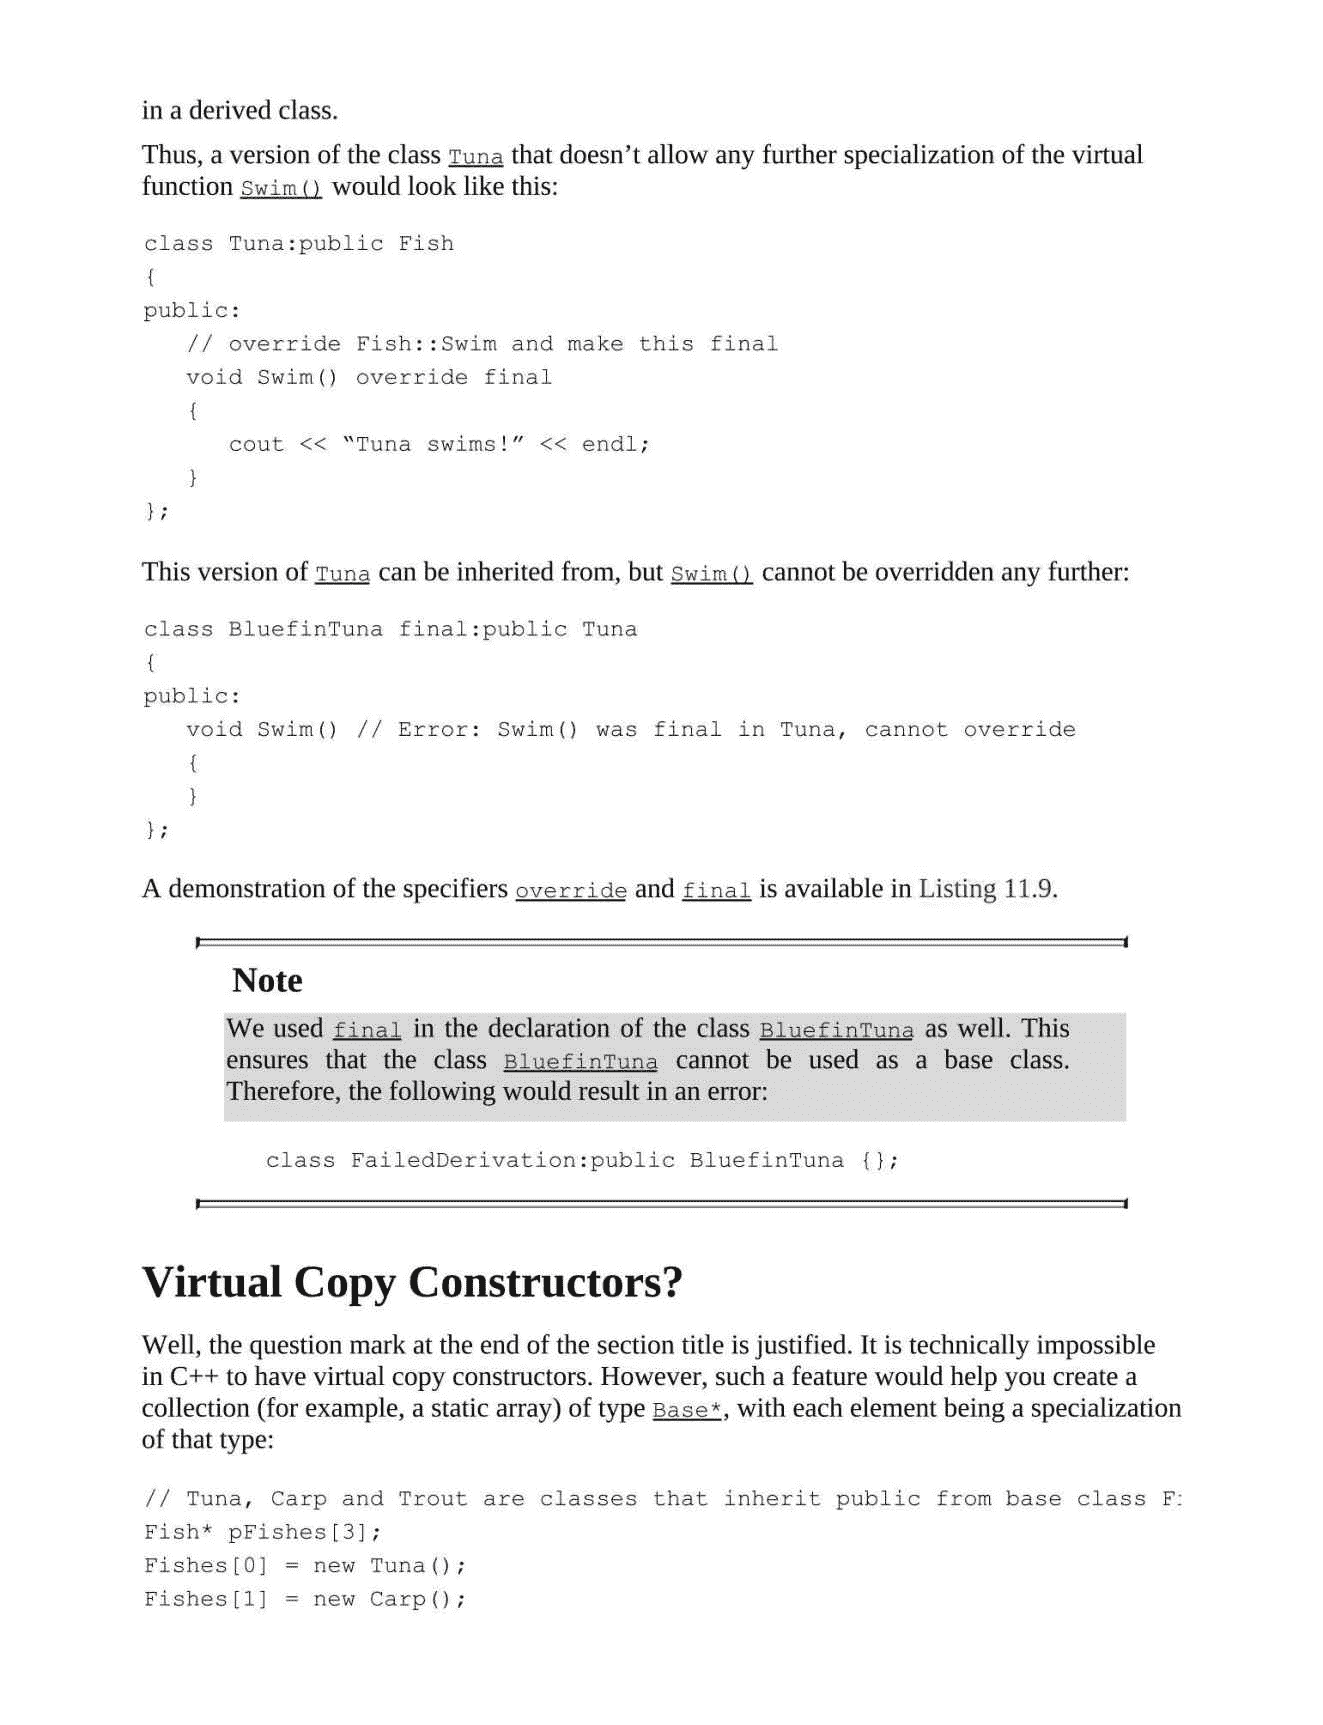 in a derived class.
Thus, a version of the class Tuna that doesn’t allow any further specialization of the virtual
function Swim() would look like this:
class Tuna:public Fish
{
public:
   // override Fish::Swim and make this final
   void Swim() override final
   {
      cout << “Tuna swims!” << endl;
   }
};
This version of Tuna can be inherited from, but Swim() cannot be overridden any further:
class BluefinTuna final:public Tuna
{
public:
   void Swim() // Error: Swim() was final in Tuna, cannot override
   {
   }
};
A demonstration of the specifiers override and final is available in Listing 11.9.
Note
We used final in the declaration of the class BluefinTuna as well. This
ensures that the class BluefinTuna cannot be used as a base class.
Therefore, the following would result in an error:
class FailedDerivation:public BluefinTuna {};
Virtual Copy Constructors?
Well, the question mark at the end of the section title is justified. It is technically impossible
in C++ to have virtual copy constructors. However, such a feature would help you create a
collection (for example, a static array) of type Base*, with each element being a specialization
of that type:
// Tuna, Carp and Trout are classes that inherit public from base class
Fish* pFishes[3];
Fishes[0] = new Tuna();
Fishes[1] = new Carp();